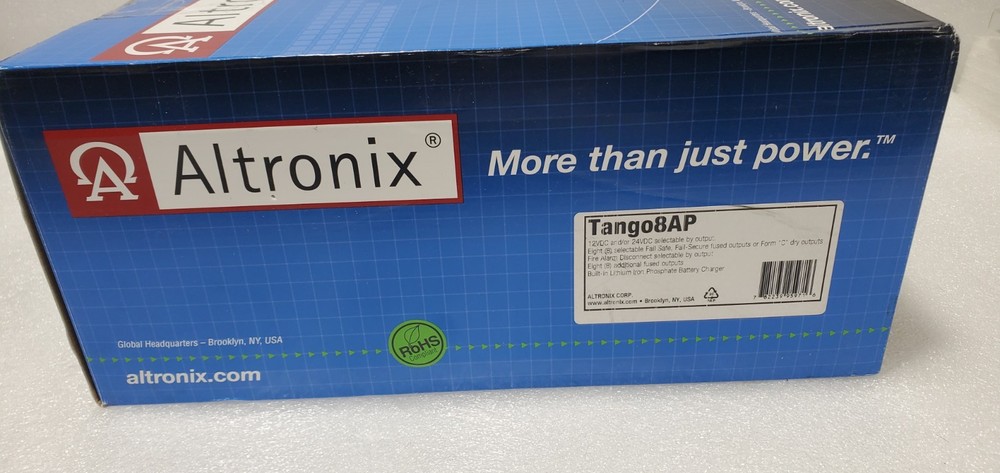 Altronix
Altronix®
More than just power.™
Tango8AP
12VDC and/or 24VDC selectable by output.
Eight (8) selectable Fail Safe, Fail-Secure fused outputs or Form "C" dry outputs
Fire Alarm Disconnect selectable by output
Eight (8) additional fused outputs
Built-in Lithium Iron Phosphate Battery Charger
ALTRONIX CORP.
www.altronix.com • Brooklyn, NY, USA
Global Headquarters – Brooklyn, NY, USA
RoHS
Compliant
altronix.com